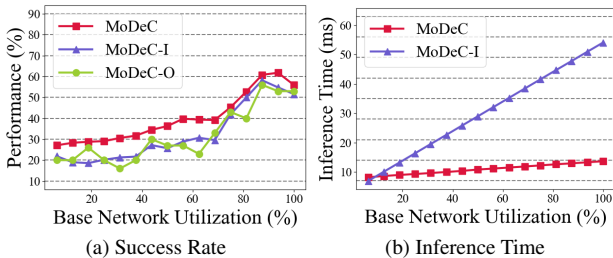 Performance (%)
90
80
70
60
50
40
30
20
10
MoDeC
MoDeC-I
MoDeC-O
20
40
60
80
100
Base Network Utilization (%)
(a) Success Rate
Inference Time (ms)
60
50
40
30
20
10
MoDeC
MoDeC-I
20
40
60
80
100
Base Network Utilization (%)
(b) Inference Time